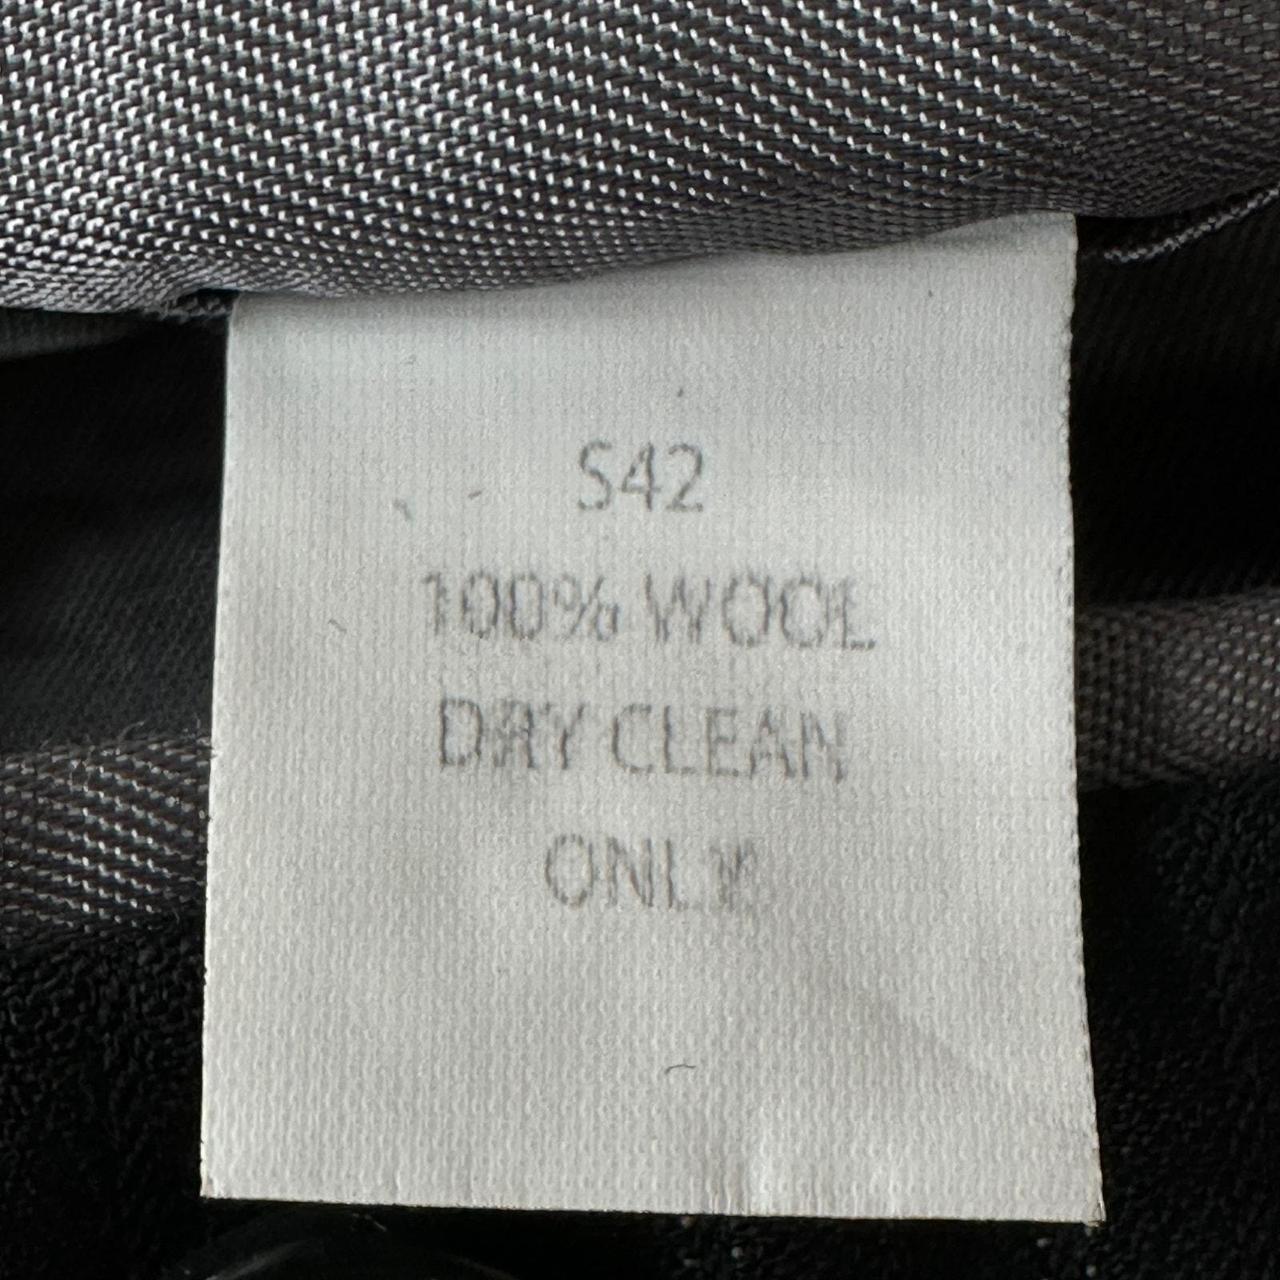 S42
100% WOOL
DRY CLEAN
ONLY